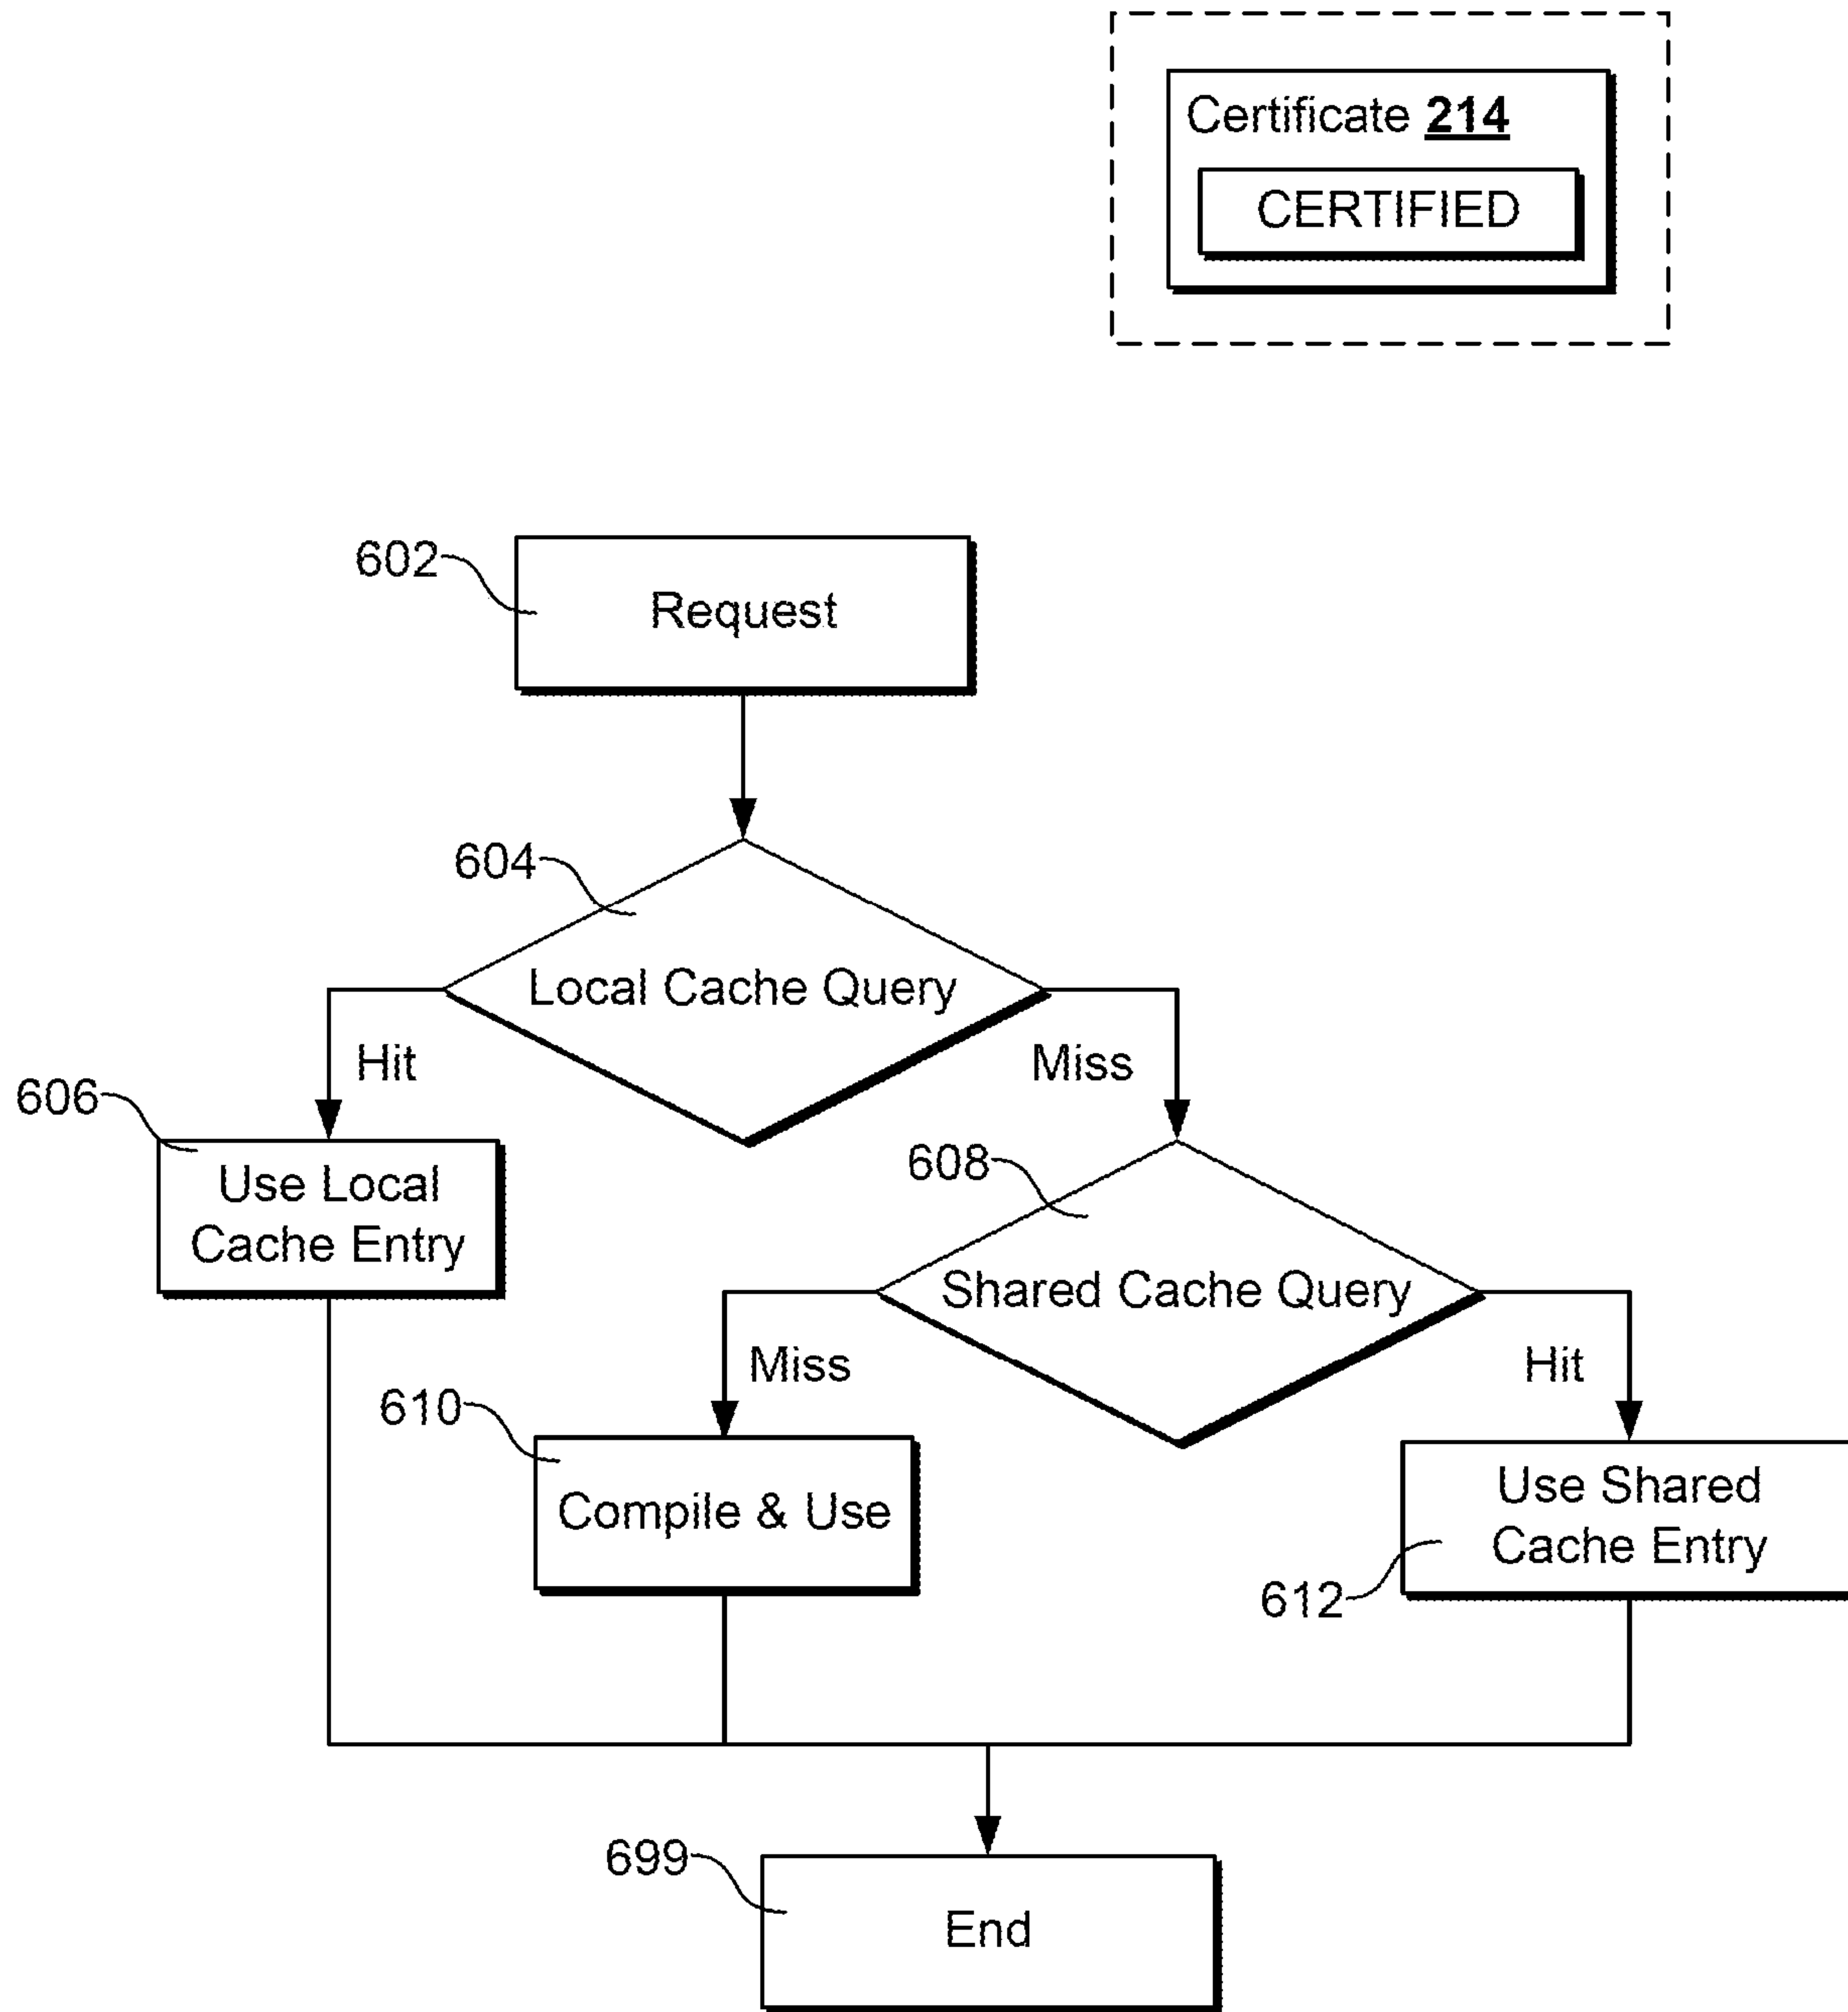 Certificate 214
CERTIFIED
602
Request
604
Local Cache Query
Hit
Miss
606
Use Local
Cache Entry
608
Shared Cache Query
Miss
Hit
610
Compile & Use
Use Shared
Cache Entry
612
699
End